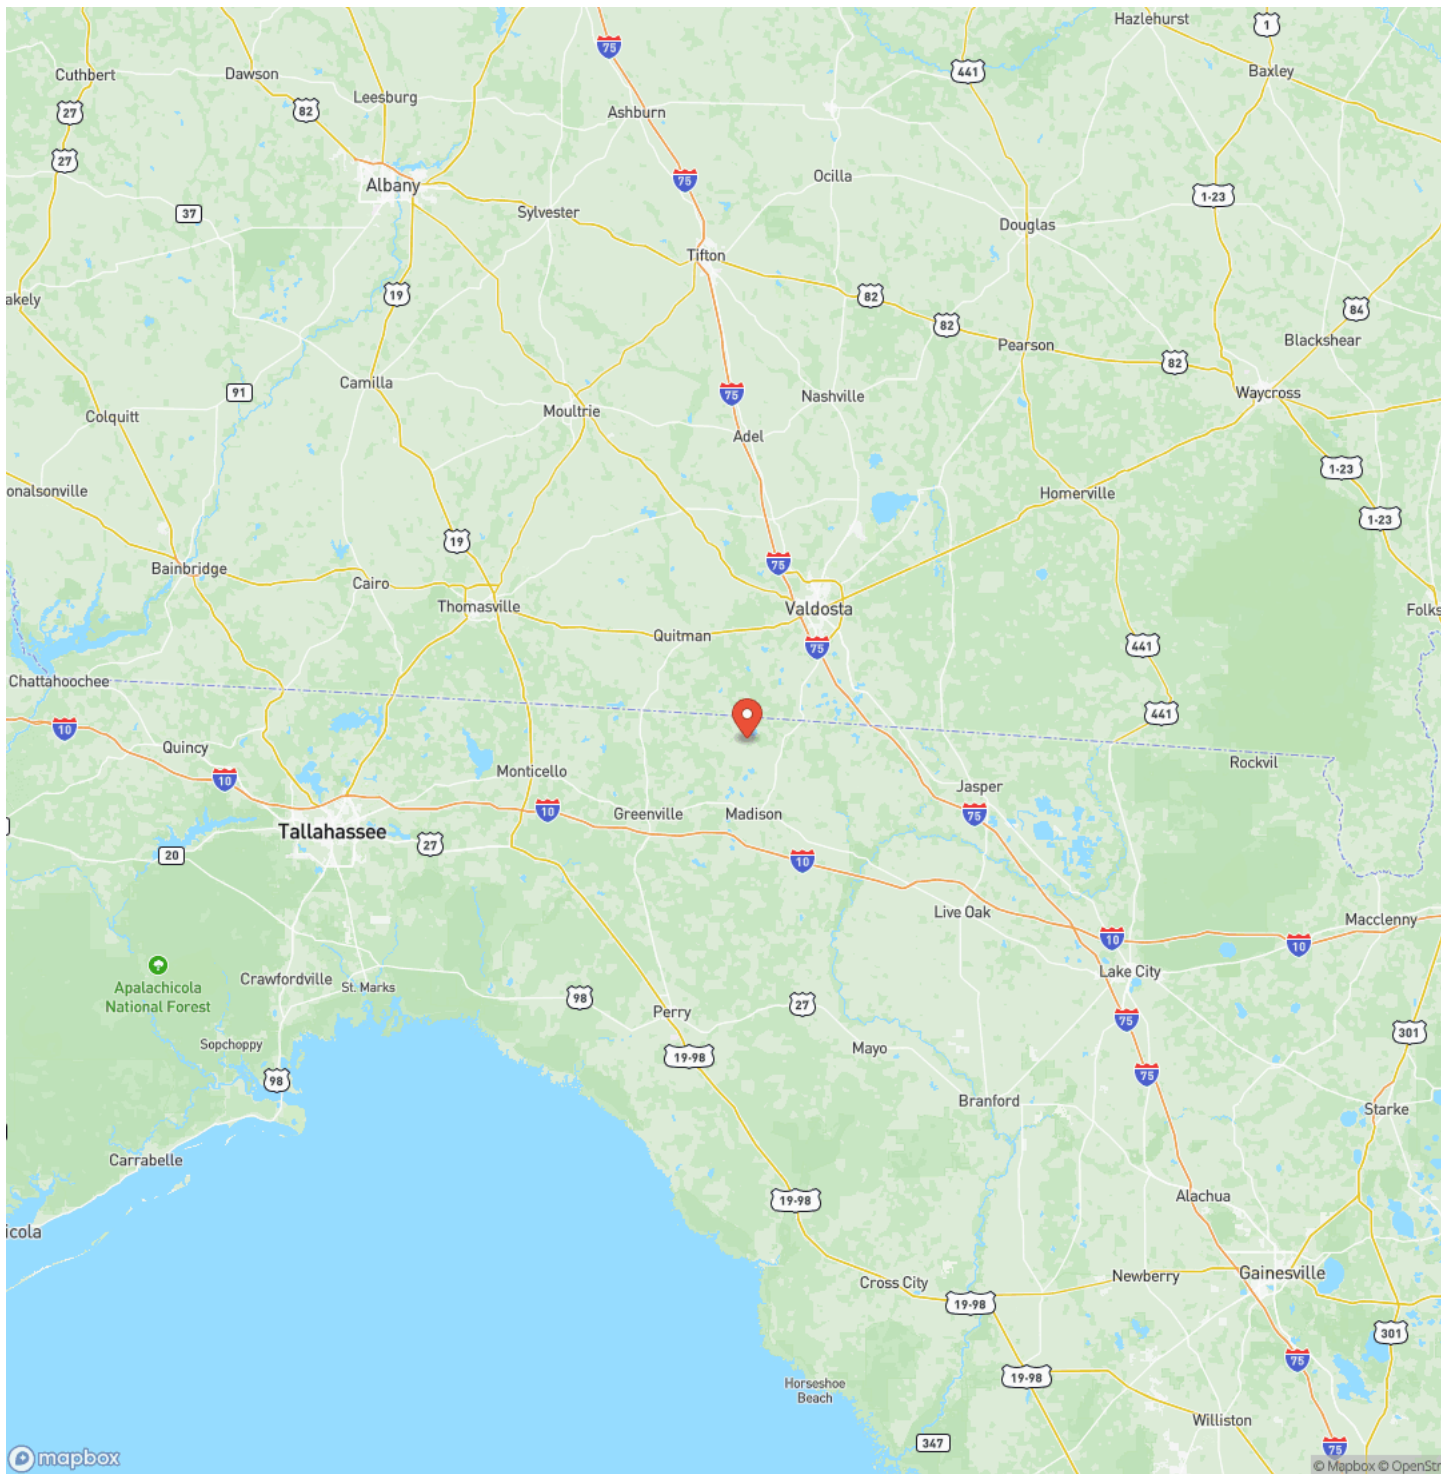 Hazlehurst
1
75
Cuthbert
Dawson
441
Baxley
Leesburg
27
82
Ashburn
27
Albany
75
Ocilla
1-23
37
Sylvester
Douglas
Tifton
19
82
akely
84
82
Pearson
Blackshear
82
Camilla
91
75
Nashville
Waycross
Colquitt
Moultrie
Adel
1-23
onalsonville
Homerville
1-23
19
75
Bainbridge
Cairo
Thomasville
Valdosta
Folks
Quitman
75
441
Chattahoochee
10
441
Quincy
Rockvil
10
Monticello
Jasper
10
Greenville
Madison
75
Tallahassee
27
20
10
Live Oak
Macclenny
10
10
Lake City
Crawfordville
Apalachicola
National Forest
St. Marks
98
27
Perry
75
301
Sopchoppy
19-98
Mayo
98
75
Branford
Starke
Carrabelle
19-98
Alachua
icola
Cross City
Newberry
Gainesville
19-98
301
75
19-98
Horseshoe
Beach
Williston
347
75
mapbox
© Mapbox © OpenStr